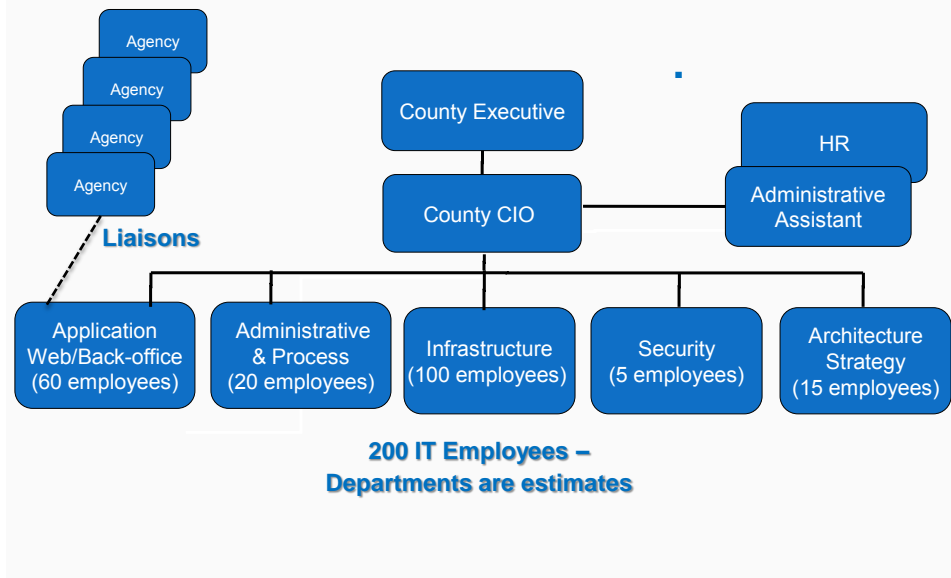 Agency
Agency
Agency
Agency
Liaisons
County Executive
County CIO
HR
Administrative
Assistant
Application
Web/Back-office
(60 employees)
Administrative
& Process
(20 employees)
Infrastructure
(100 employees)
Security
(5 employees)
Architecture
Strategy
(15 employees)
200 IT Employees –
Departments are estimates